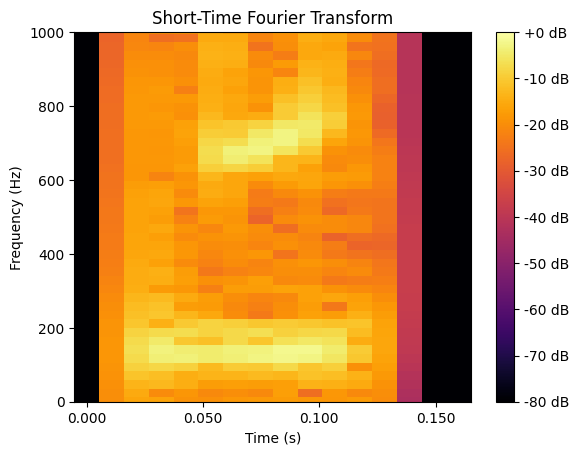 Short-Time Fourier Transform
1000
800
600
400
200
0
Frequency (Hz)
0.000
0.050
0.100
0.150
Time (s)
+0 dB
-10 dB
-20 dB
-30 dB
-40 dB
-50 dB
-60 dB
-70 dB
-80 dB